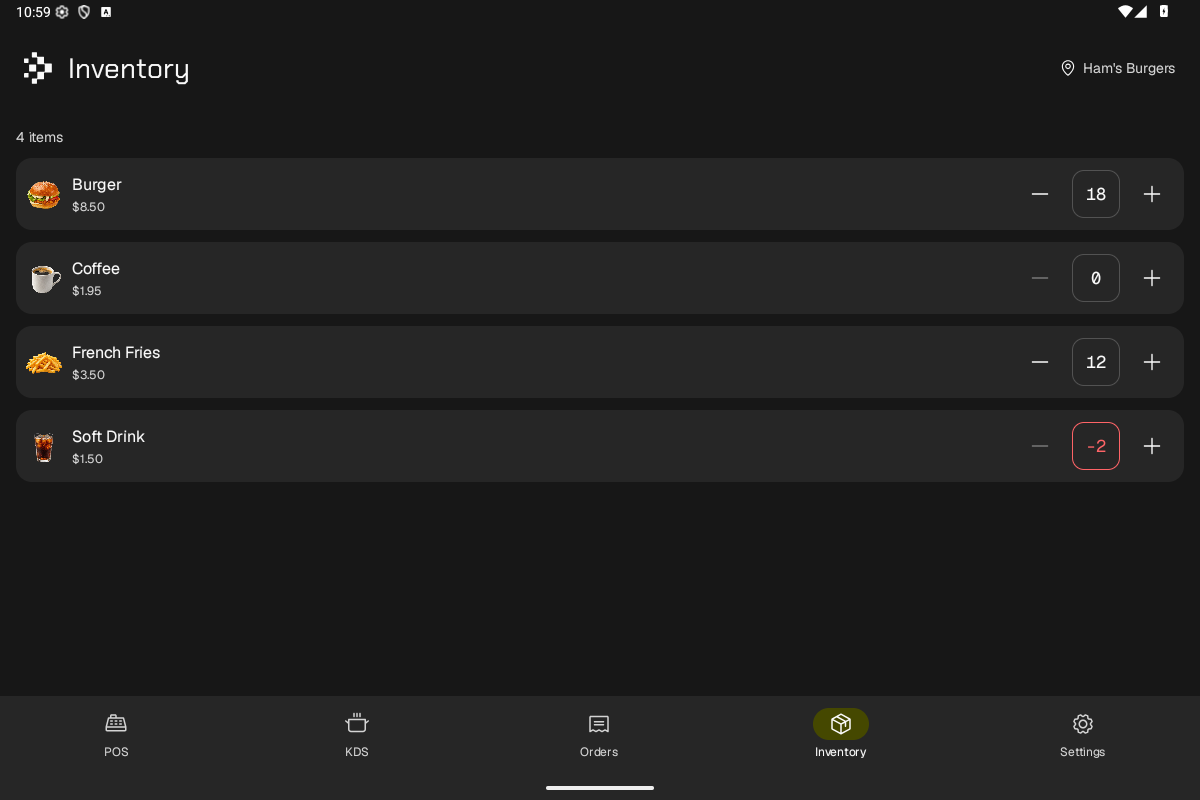 10:59
Inventory
Ham's Burgers
4 items
Burger
$8.50
18
Coffee
$1.95
0
French Fries
$3.50
12
Soft Drink
$1.50
-2
POS
KDS
Orders
Inventory
Settings